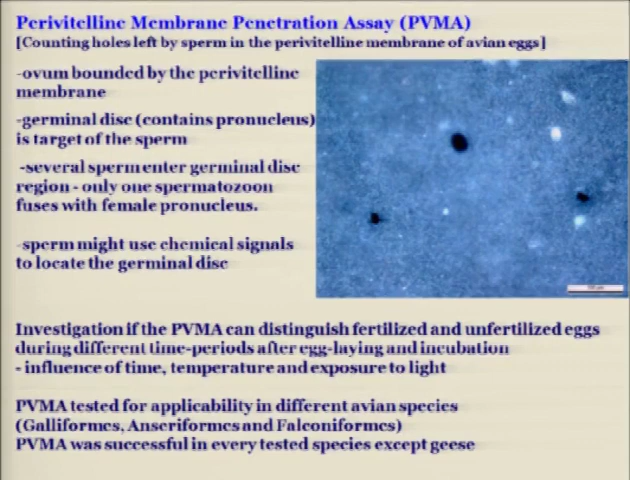 Perivitelline Membrane Penetration Assay (PVMA)
[Counting holes left by sperm in the perivitelline membrane of avian eggs]
-ovum bounded by the perivitelline
membrane
-germinal disc (contains pronucleus)
is target of the sperm
-several sperm enter germinal disc
region - only one spermatozoon
fuses with female pronucleus.
-sperm might use chemical signals
to locate the germinal disc
Investigation if the PVMA can distinguish fertilized and unfertilized eggs
during different time-periods after egg-laying and incubation
- influence of time, temperature and exposure to light
PVMA tested for applicability in different avian species
(Galliformes, Anseriformes and Falconiformes)
PVMA was successful in every tested species except geese